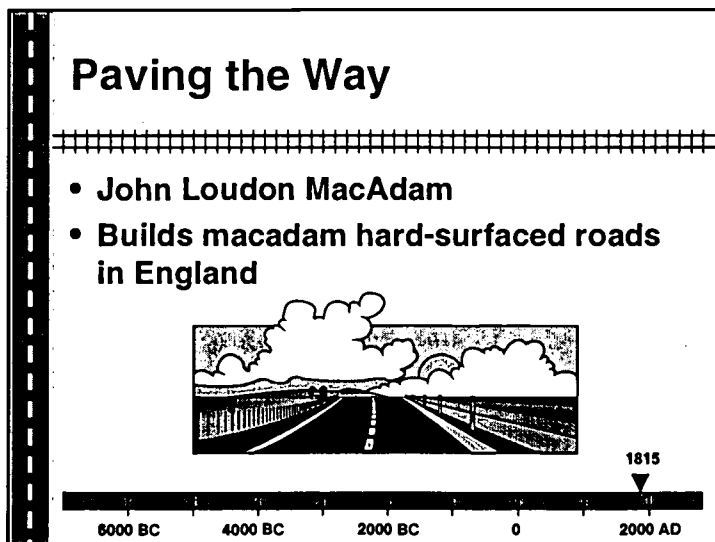 Paving the Way
• John Loudon MacAdam
• Builds macadam hard-surfaced roads
in England
1815
6000 BC 4000 BC 2000 BC 0 2000 AD